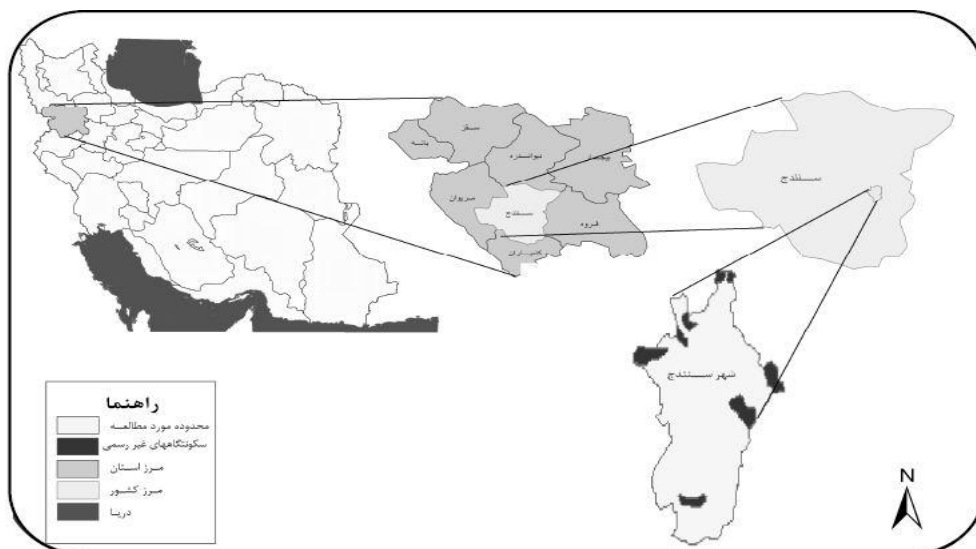 سقز
بانه
دیواندره
بیجار
مریوان
سنندج
قروه
کامیاران
سنندج
شهر سنندج
راهنما
محدوده مورد مطالعه
سکونتگاههای غیر رسمی
مرز استان
مرز کشور
دریا
N